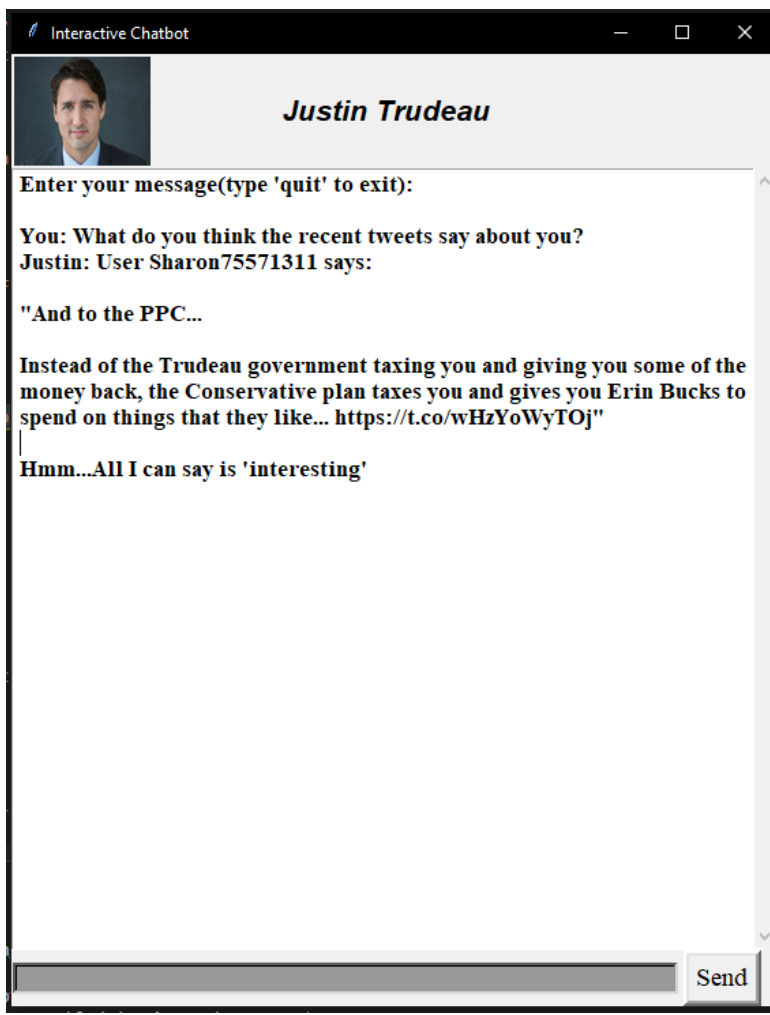 Interactive Chatbot
Justin Trudeau
Enter your message(type 'quit' to exit):
You: What do you think the recent tweets say about you?
Justin: User Sharon75571311 says:
"And to the PPC...
Instead of the Trudeau government taxing you and giving you some of the
money back, the Conservative plan taxes you and gives you Erin Bucks to
spend on things that they like... https://t.co/wHzYoWyTOj"
Hmm...All I can say is 'interesting'
Send